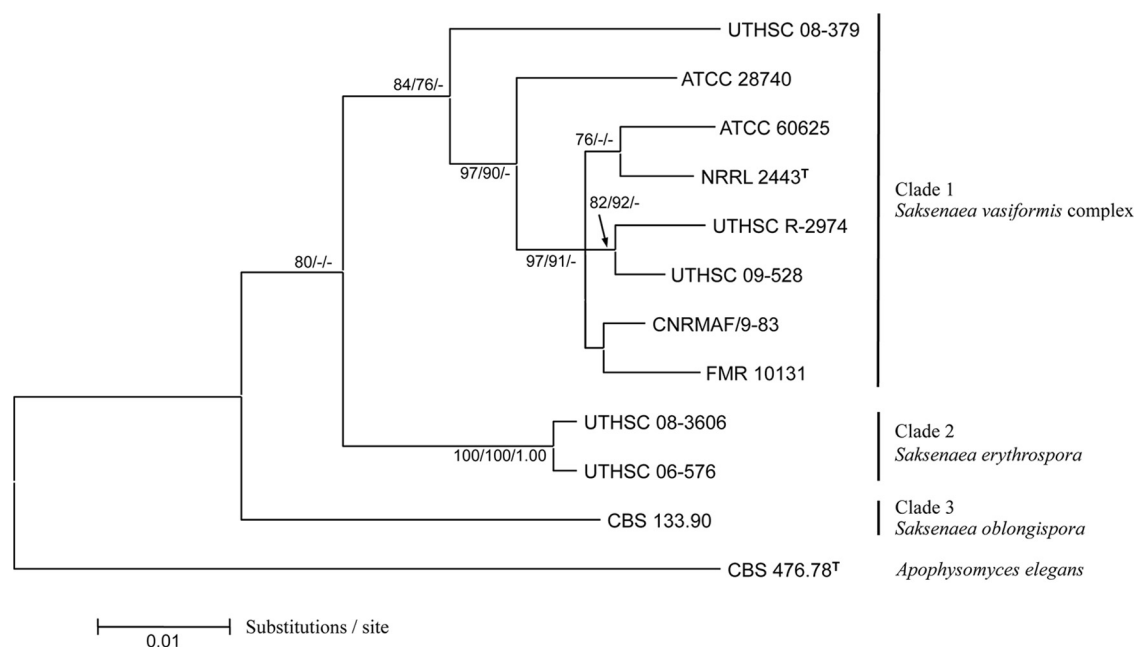 UTHSC 08-379
84/76/-
ATCC 28740
ATCC 60625
76/-/-
97/90/-
NRRL 2443T
Clade 1
Saksenaea vasiformis complex
82/92/-
UTHSC R-2974
97/91/-
80/-/-
UTHSC 09-528
CNRMAF/9-83
FMR 10131
UTHSC 08-3606
Clade 2
Saksenaea erythrospora
100/100/1.00
UTHSC 06-576
Clade 3
Saksenaea oblongispora
CBS 133.90
CBS 476.78T
Apophysomyces elegans
Substitutions / site
0.01